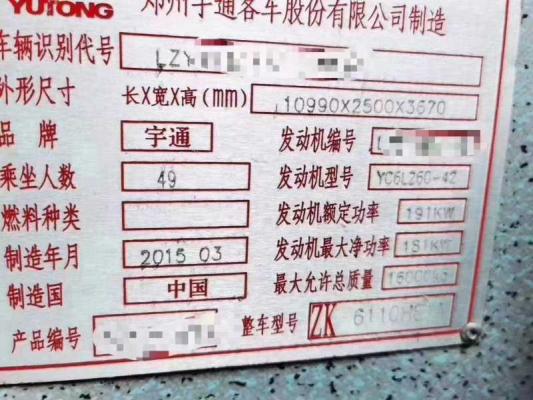 YUTONG 郑州宇通客车股份有限公司制造
车辆识别代号 LZY
外形尺寸 长X宽X高(mm) 10990X2500X3670
品牌 宇通 发动机编号
乘坐人数 49 发动机型号 YC6L260-42
燃料种类 发动机额定功率 191KW
制造年月 2015 03 发动机最大净功率 181KW
制造国 中国 最大允许总质量 16000kg
产品编号 整车型号 ZK 6110H